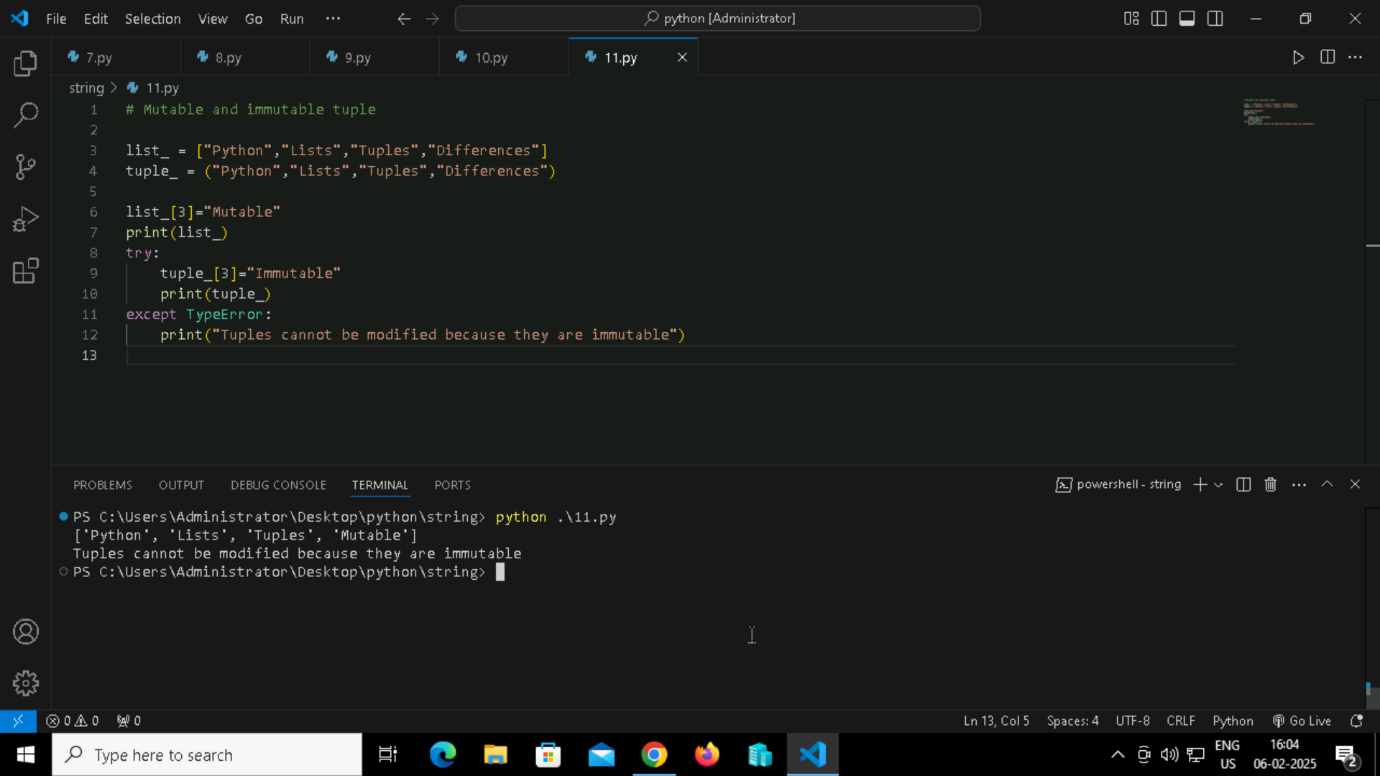 File Edit Selection View Go Run ··· python [Administrator]
7.py 8.py 9.py 10.py 11.py
string > 11.py
1 # Mutable and immutable tuple
2
3 list_ = ["Python","Lists","Tuples","Differences"]
4 tuple_ = ("Python","Lists","Tuples","Differences")
5
6 list_[3]="Mutable"
7 print(list_)
8 try:
9 tuple_[3]="Immutable"
10 print(tuple_)
11 except TypeError:
12 print("Tuples cannot be modified because they are immutable")
13
PROBLEMS OUTPUT DEBUG CONSOLE TERMINAL PORTS powershell - string
PS C:\Users\Administrator\Desktop\python\string> python .\11.py
['Python', 'Lists', 'Tuples', 'Mutable']
Tuples cannot be modified because they are immutable
PS C:\Users\Administrator\Desktop\python\string>
0 0 0 Ln 13, Col 5 Spaces: 4 UTF-8 CRLF Python Go Live
Type here to search
ENG
US
16:04
06-02-2025
2